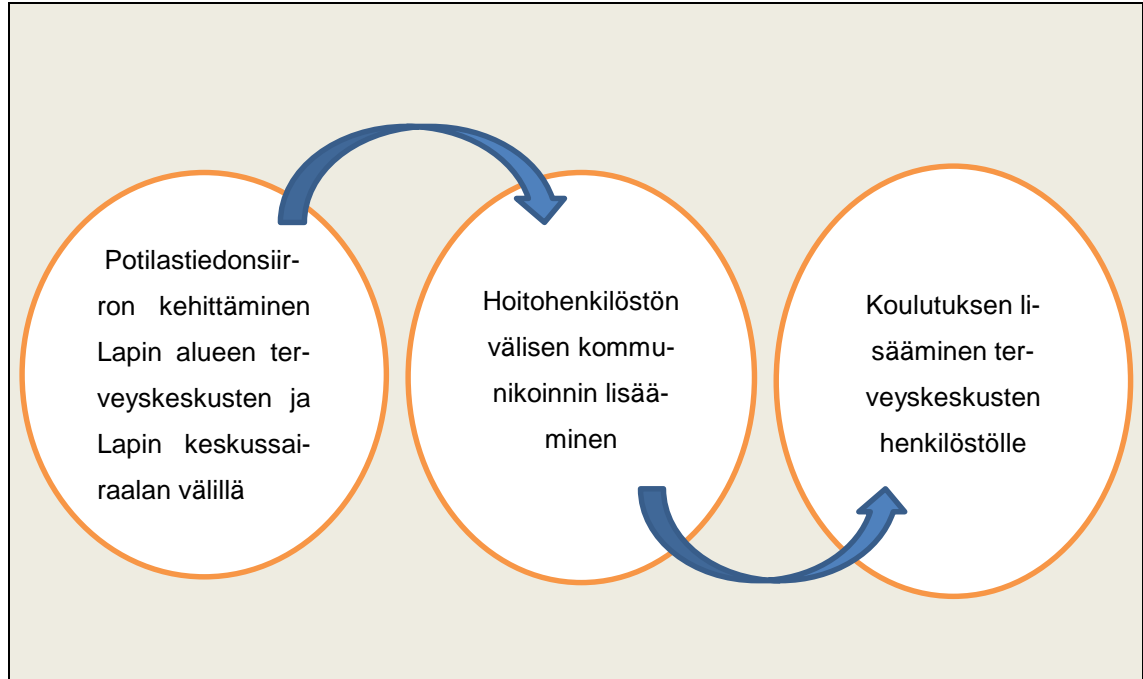 Potilastiedonsiir-
ron kehittäminen
Lapin alueen ter-
veyskeskusten ja
Lapin keskussai-
raalan välillä
Hoitohenkilöstön
välisen kommu-
nikoinnin lisää-
minen
Koulutuksen li-
sääminen ter-
veyskeskusten
henkilöstölle